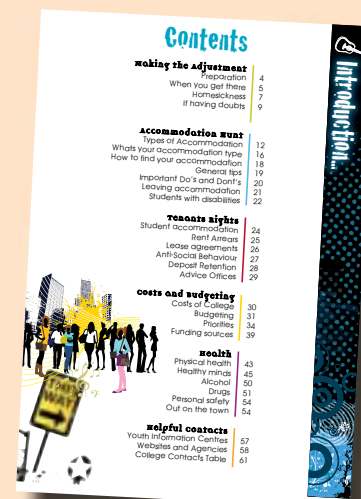 Contents
Making the Adjustment
Preparation 4
When you get there 5
Homesickness 7
If having doubts 9
Accommodation Hunt
Types of Accommodation 12
Whats your accommodation type 16
How to find your accommodation 18
General tips 19
Important Do's and Dont's 20
Leaving accommodation 21
Students with disabilities 22
Tenants Rights
Student accommodation 24
Rent Arrears 25
Lease agreements 26
Anti-Social Behaviour 27
Deposit Retention 28
Advice Offices 29
Costs and Budgeting
Costs of College 30
Budgeting 31
Priorities 34
Funding sources 39
Health
Physical health 43
Healthy minds 45
Alcohol 50
Drugs 51
Personal safety 54
Out on the town 54
Helpful Contacts
Youth Information Centres 57
Websites and Agencies 58
College Contacts Table 61
Introduction...